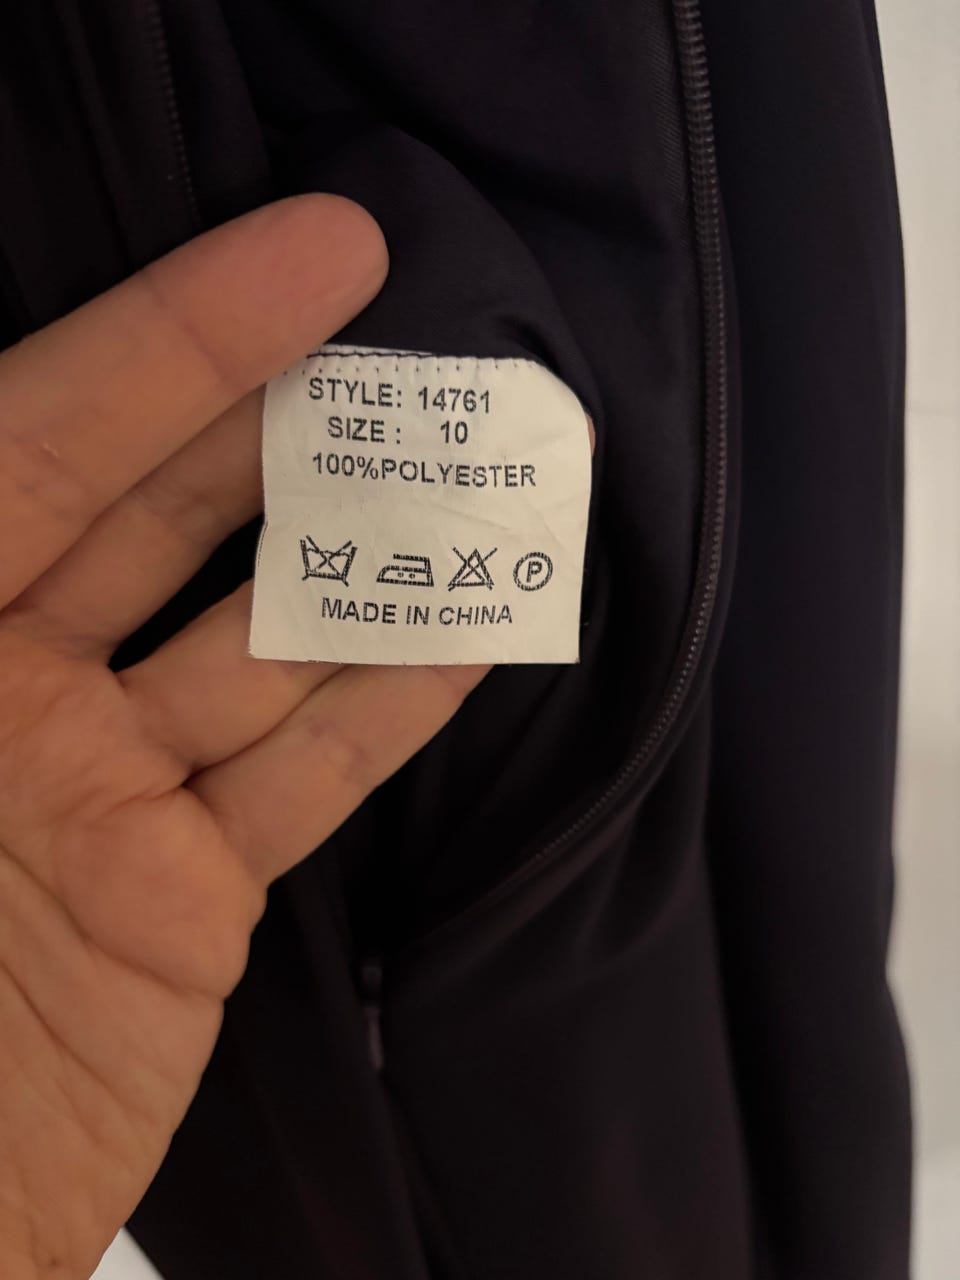 STYLE: 14761
SIZE : 10
100%POLYESTER
P
MADE IN CHINA